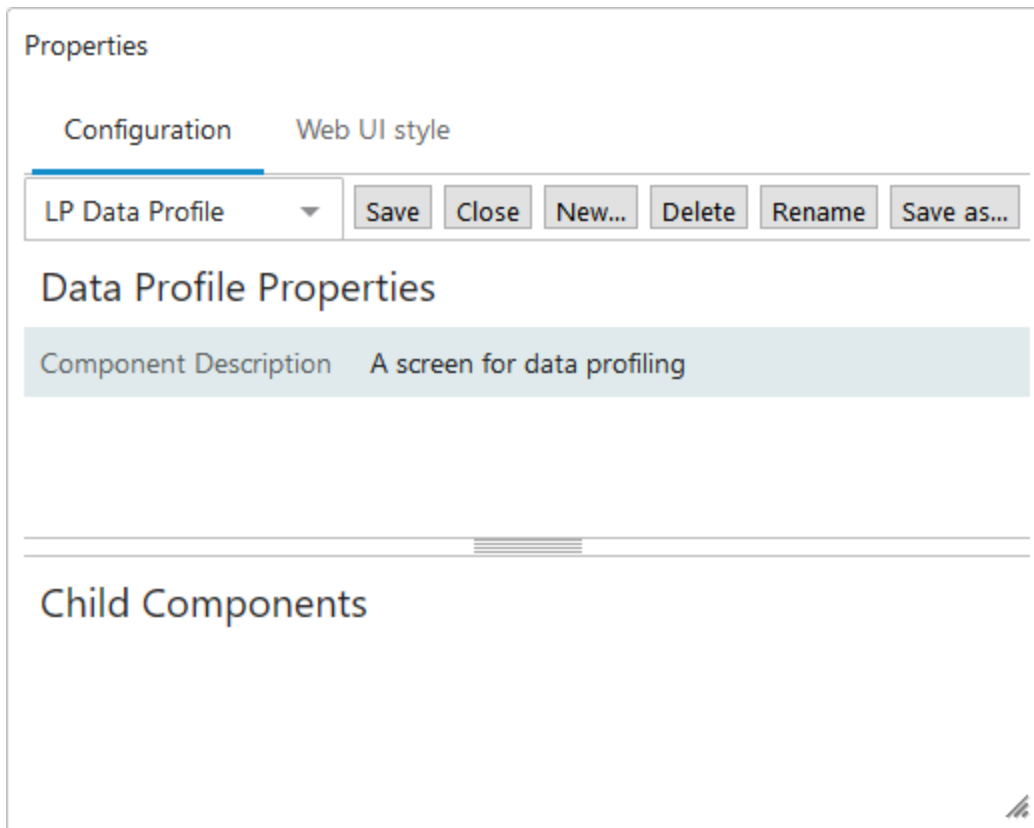 Properties
Configuration Web UI style
LP Data Profile Save Close New... Delete Rename Save as...
Data Profile Properties
Component Description A screen for data profiling
Child Components